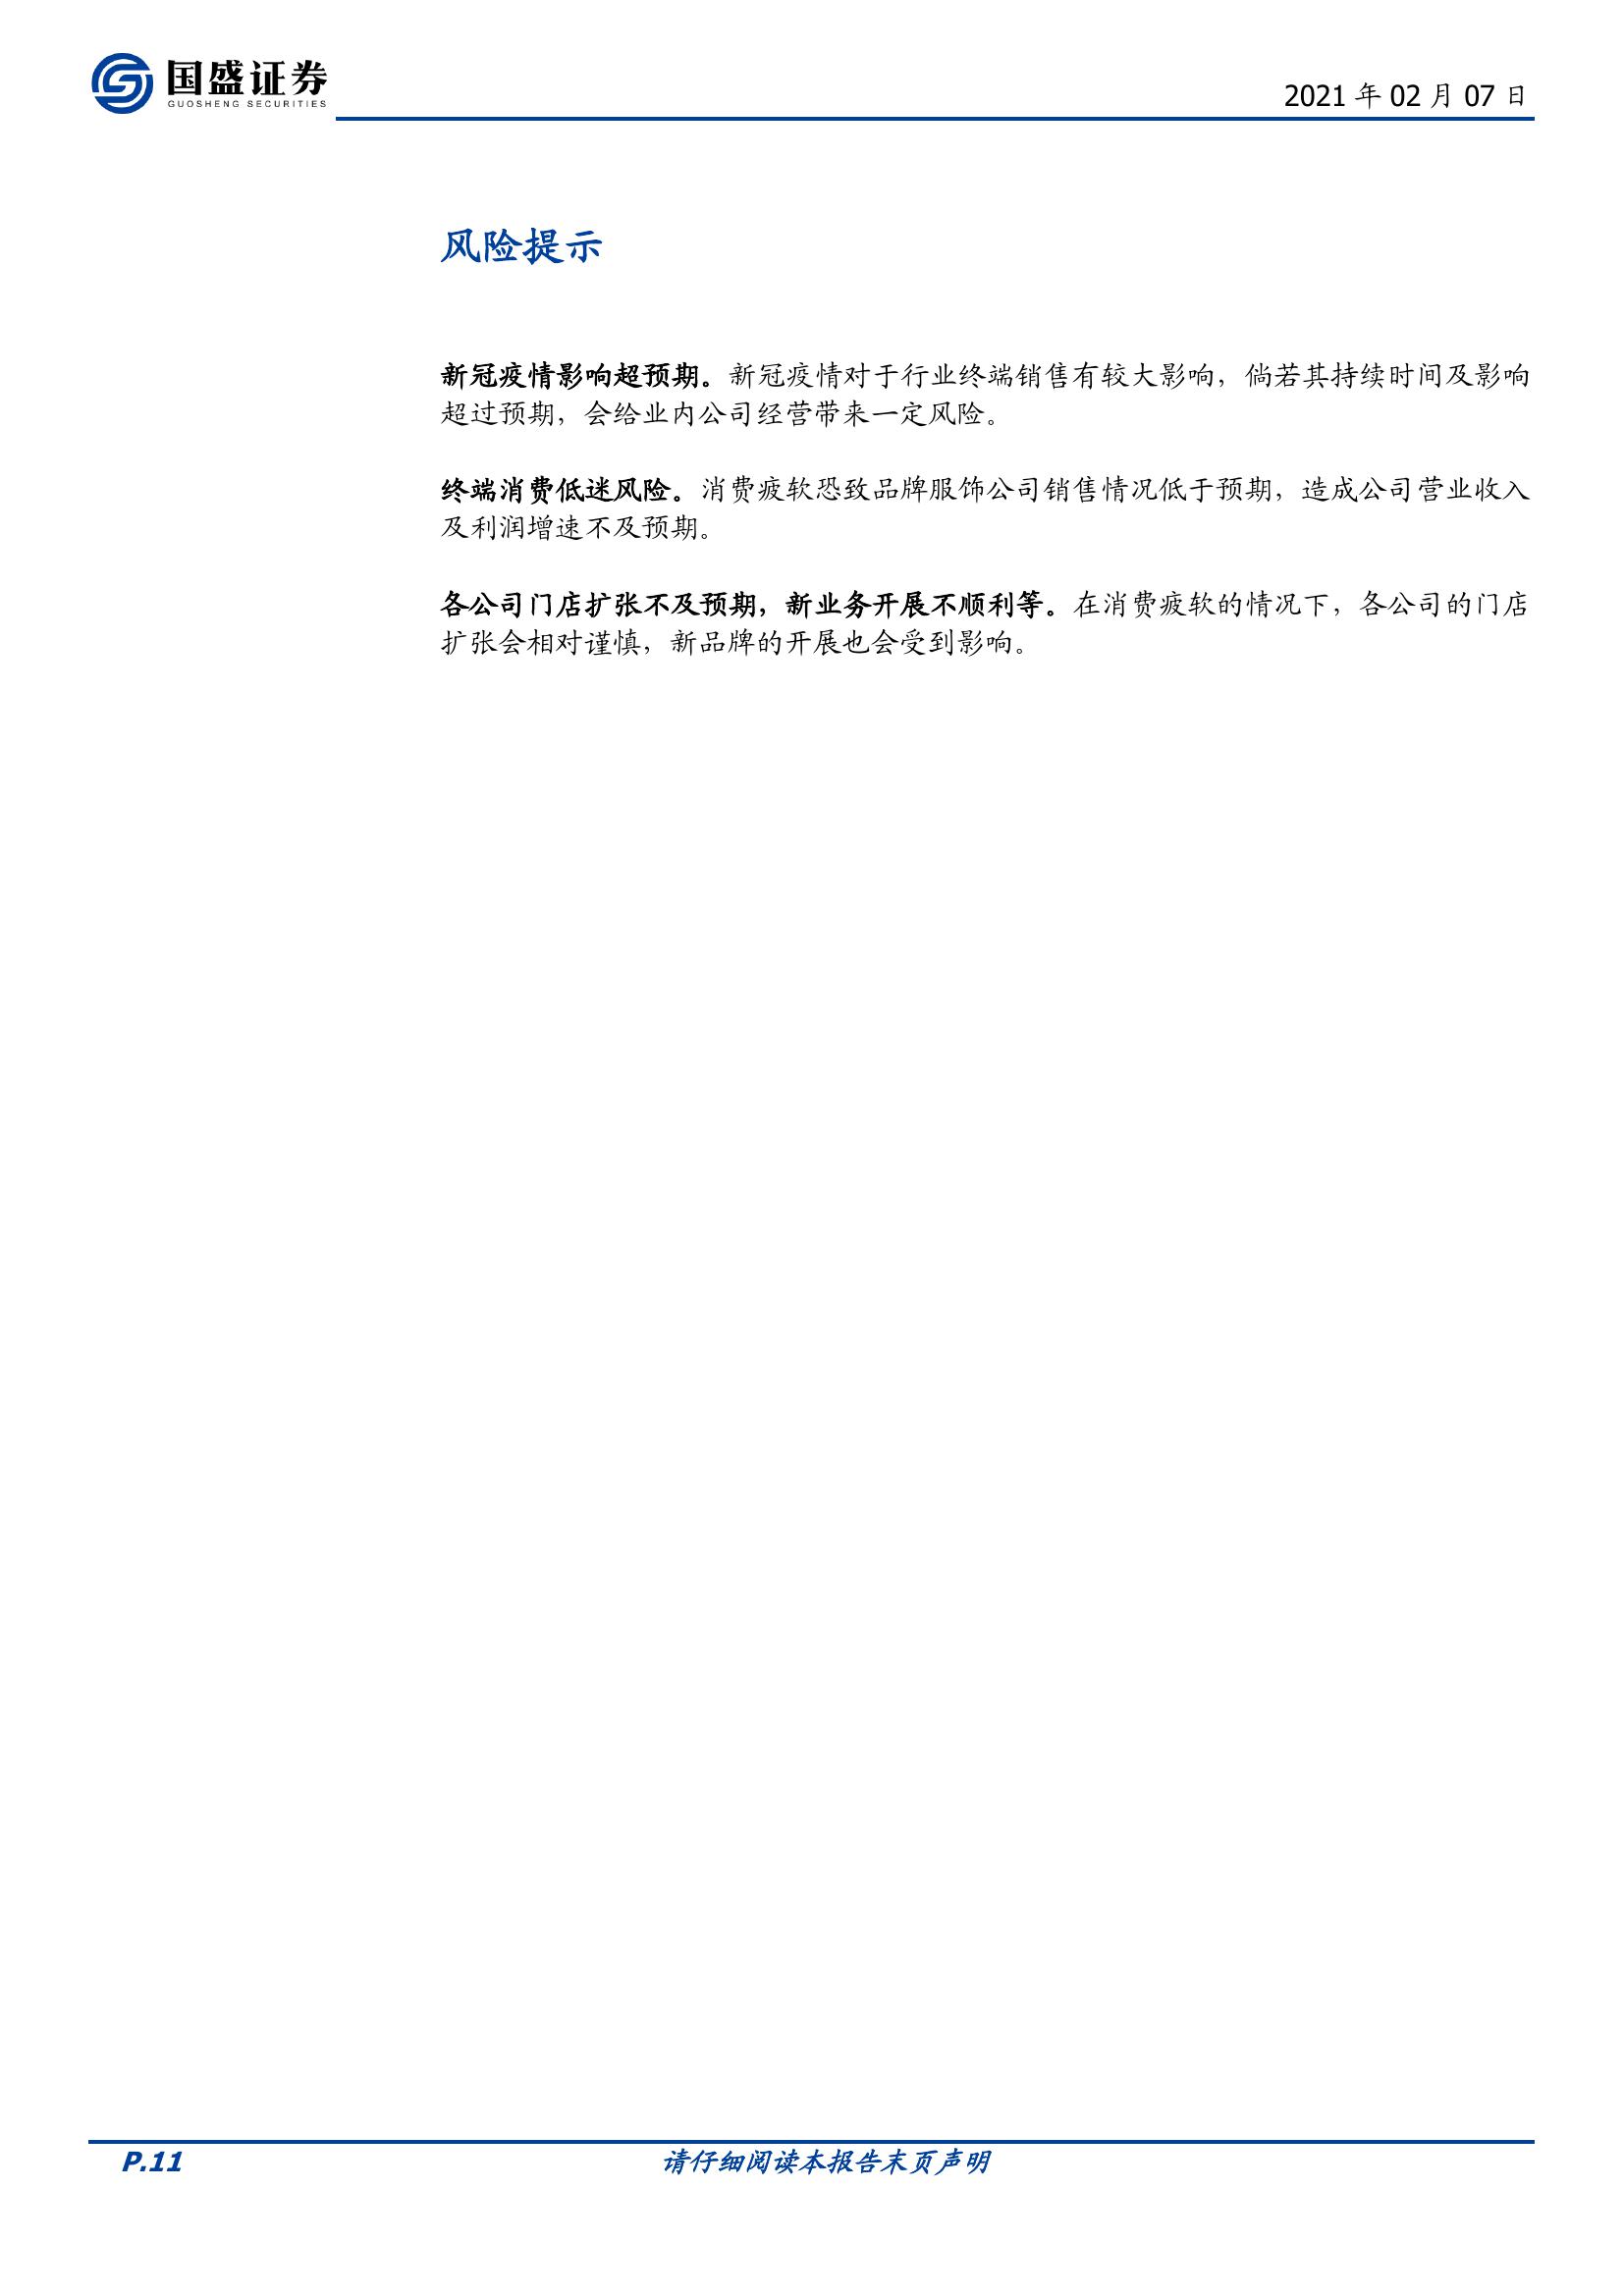 国盛证券
GUOSHENG SECURITIES
2021 年 02 月 07 日
风险提示
新冠疫情影响超预期。新冠疫情对于行业终端销售有较大影响，倘若其持续时间及影响
超过预期，会给业内公司经营带来一定风险。
终端消费低迷风险。消费疲软恐致品牌服饰公司销售情况低于预期，造成公司营业收入
及利润增速不及预期。
各公司门店扩张不及预期，新业务开展不顺利等。在消费疲软的情况下，各公司的门店
扩张会相对谨慎，新品牌的开展也会受到影响。
P.11
请仔细阅读本报告末页声明